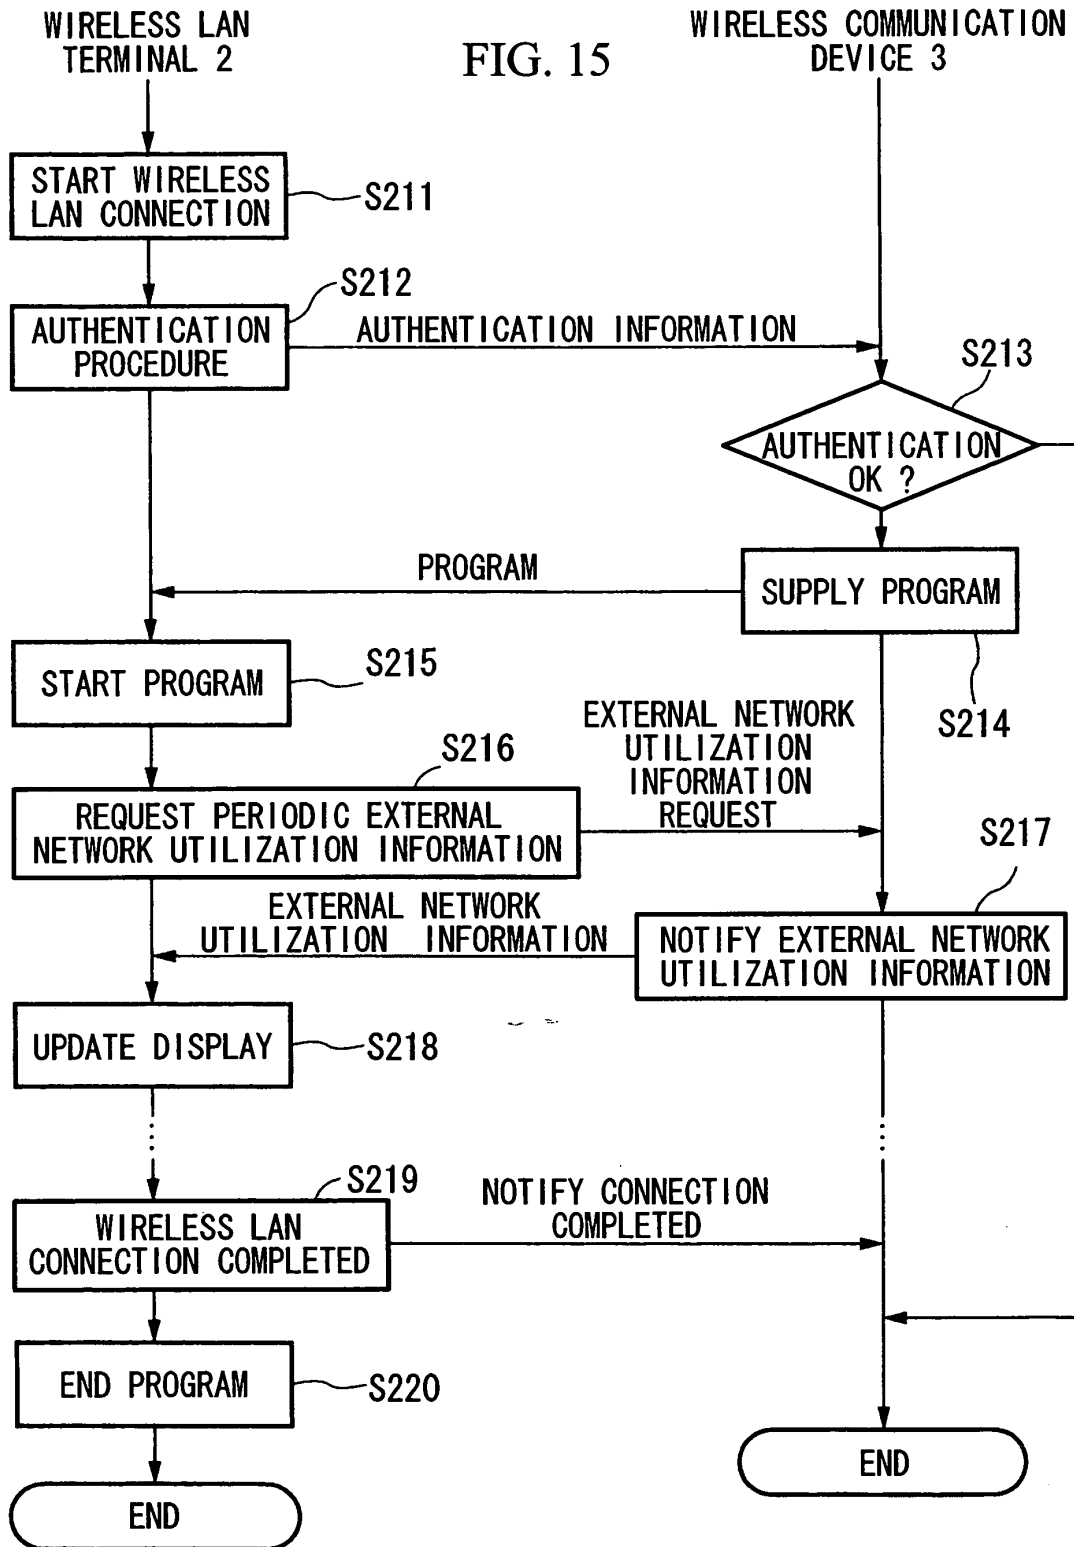 WIRELESS LAN
TERMINAL 2
FIG. 15
WIRELESS COMMUNICATION
DEVICE 3
START WIRELESS
LAN CONNECTION
S211
S212
AUTHENTICATION
PROCEDURE
AUTHENTICATION INFORMATION
S213
AUTHENTICATION
OK ?
PROGRAM
SUPPLY PROGRAM
S214
START PROGRAM
S215
S216
EXTERNAL NETWORK
UTILIZATION
INFORMATION
REQUEST
REQUEST PERIODIC EXTERNAL
NETWORK UTILIZATION INFORMATION
S217
EXTERNAL NETWORK
UTILIZATION INFORMATION
NOTIFY EXTERNAL NETWORK
UTILIZATION INFORMATION
UPDATE DISPLAY
S218
S219
WIRELESS LAN
CONNECTION COMPLETED
NOTIFY CONNECTION
COMPLETED
END PROGRAM
S220
END
END